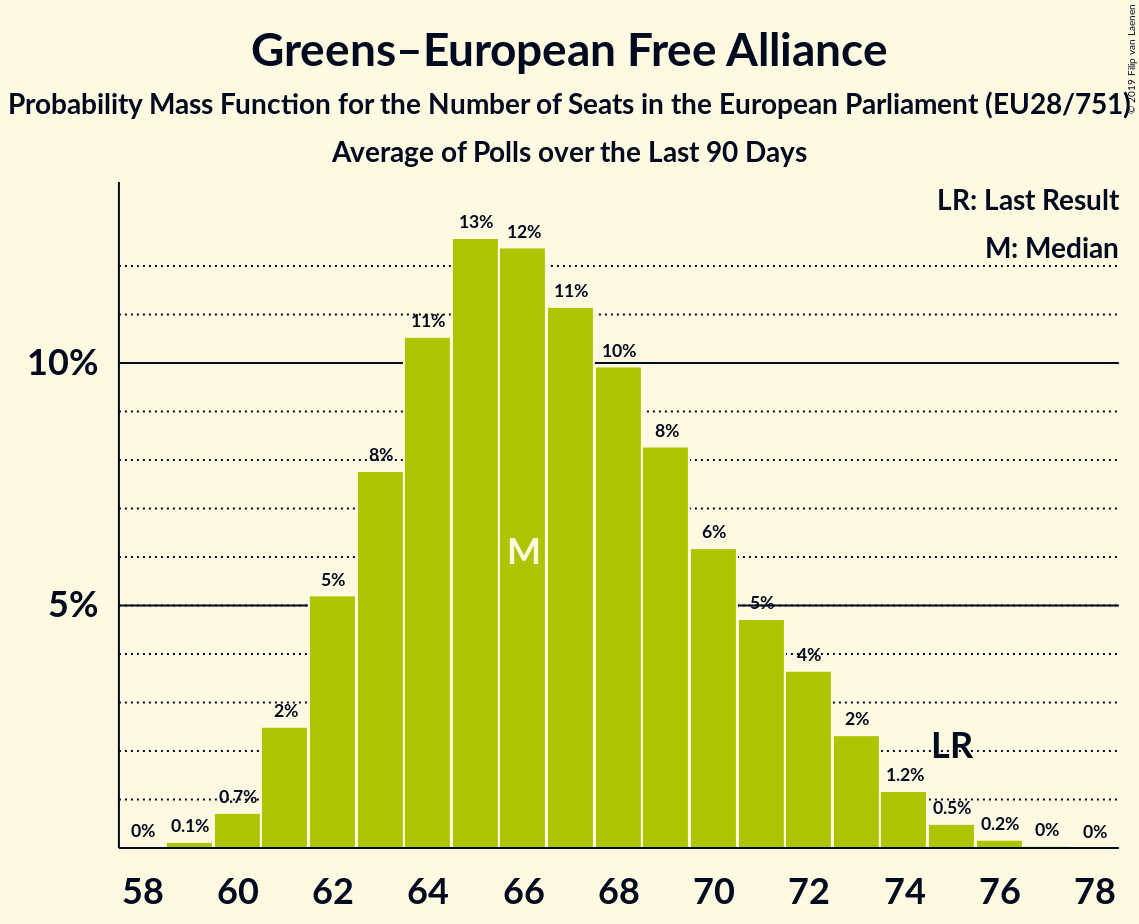 Greens–European Free Alliance
Probability Mass Function for the Number of Seats in the European Parliament (EU28/751)
Average of Polls over the Last 90 Days
© 2019 Filip van Laenen
LR: Last Result
M: Median
13%
12%
11%
11%
10%
10%
8%
8%
6%
M
5%
5%
5%
4%
2%
2%
LR
1.2%
0.7%
0.5%
0.1%
0.2%
0%
0%
0%
58 60 62 64 66 68 70 72 74 76 78